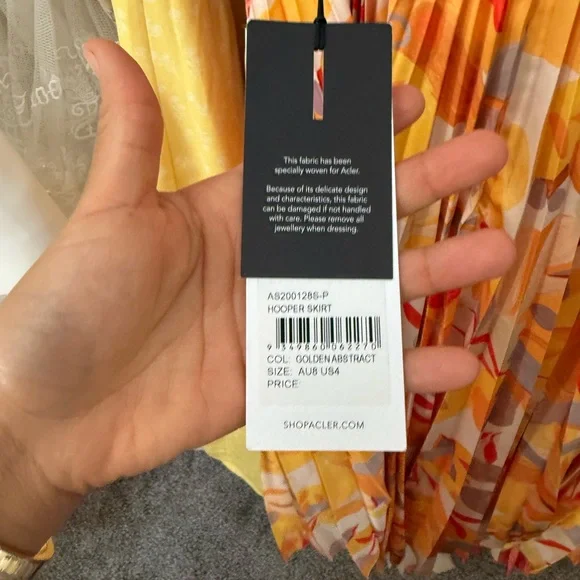 This fabric has been
specially woven for Acler.
Because of its delicate design
and characteristics, this fabric
can be damaged if not handled
with care. Please remove all
jewellery when dressing.
AS200128S-P
HOOPER SKIRT
9 349860 062270
COL: GOLDEN ABSTRACT
SIZE: AU8 US4
PRICE:
SHOPACLER.COM